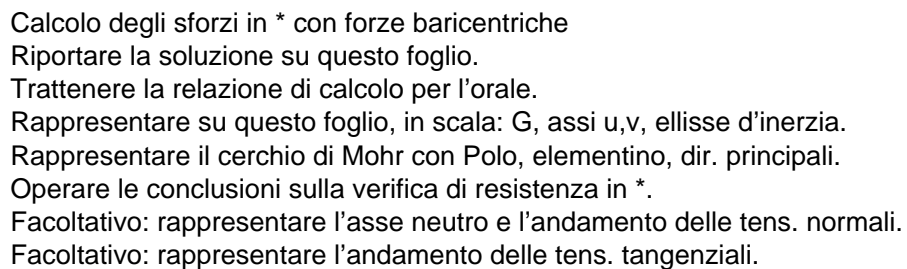 Calcolo degli sforzi in * con forze baricentriche
Riportare la soluzione su questo foglio.
Trattenere la relazione di calcolo per l'orale.
Rappresentare su questo foglio, in scala: G, assi u,v, ellisse d'inerzia.
Rappresentare il cerchio di Mohr con Polo, elementino, dir. principali.
Operare le conclusioni sulla verifica di resistenza in *.
Facoltativo: rappresentare l'asse neutro e l'andamento delle tens. normali.
Facoltativo: rappresentare l'andamento delle tens. tangenziali.